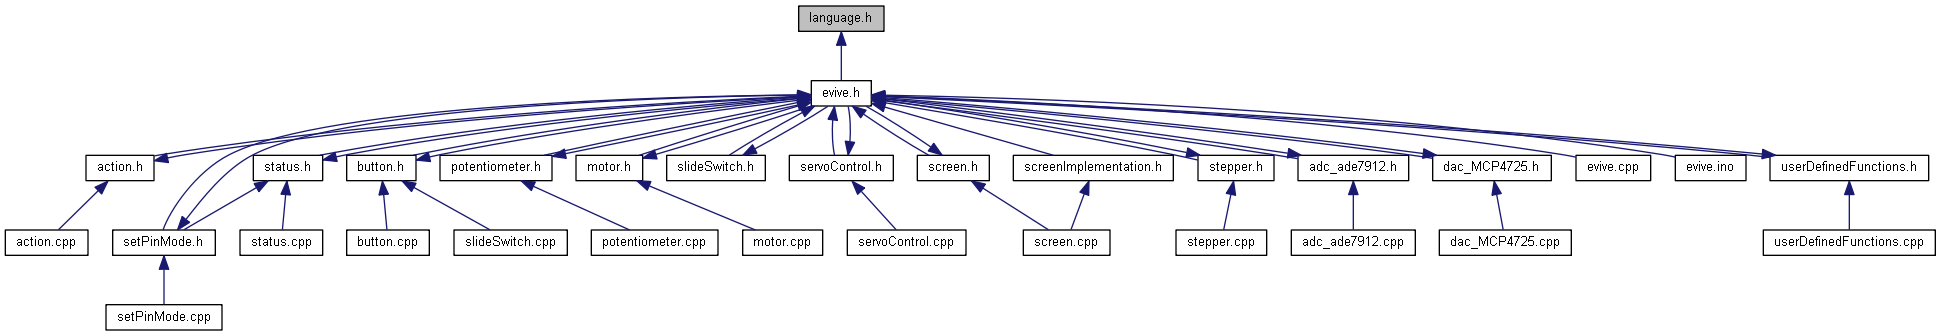 language.h
evive.h
action.h
status.h
button.h
potentiometer.h
motor.h
slideSwitch.h
servoControl.h
screen.h
screenImplementation.h
stepper.h
adc_ade7912.h
dac_MCP4725.h
evive.cpp
evive.ino
userDefinedFunctions.h
action.cpp
setPinMode.h
status.cpp
button.cpp
slideSwitch.cpp
potentiometer.cpp
motor.cpp
servoControl.cpp
screen.cpp
stepper.cpp
adc_ade7912.cpp
dac_MCP4725.cpp
userDefinedFunctions.cpp
setPinMode.cpp